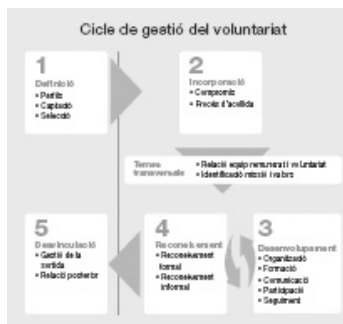 Cicle de gestió del voluntariat
1
Definició
• Perfils
• Captació
• Selecció
2
Incorporació
• Compromís
• Procés d'acollida
Temes
transversals
• Relació equip remunerat i voluntariat
• Identificació missió i valors
5
Desvinculació
• Gestió de la
sortida
• Relació posterior
4
Reconeixement
• Reconeixement
formal
• Reconeixement
informal
3
Desenvolupament
• Organització
• Formació
• Comunicació
• Participació
• Seguiment